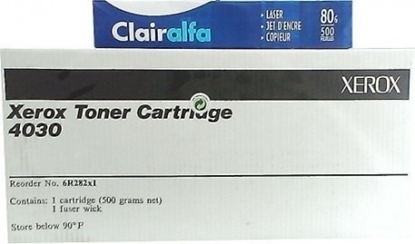 Clairalfa
• LASER
• JET D'ENCRE
• COPIEUR
80g
500
FEUILLES
XEROX
Xerox Toner Cartridge
4030
Reorder No. 6R282x1
Contains: 1 cartridge (500 grams net)
1 fuser wick
Store below 90° F